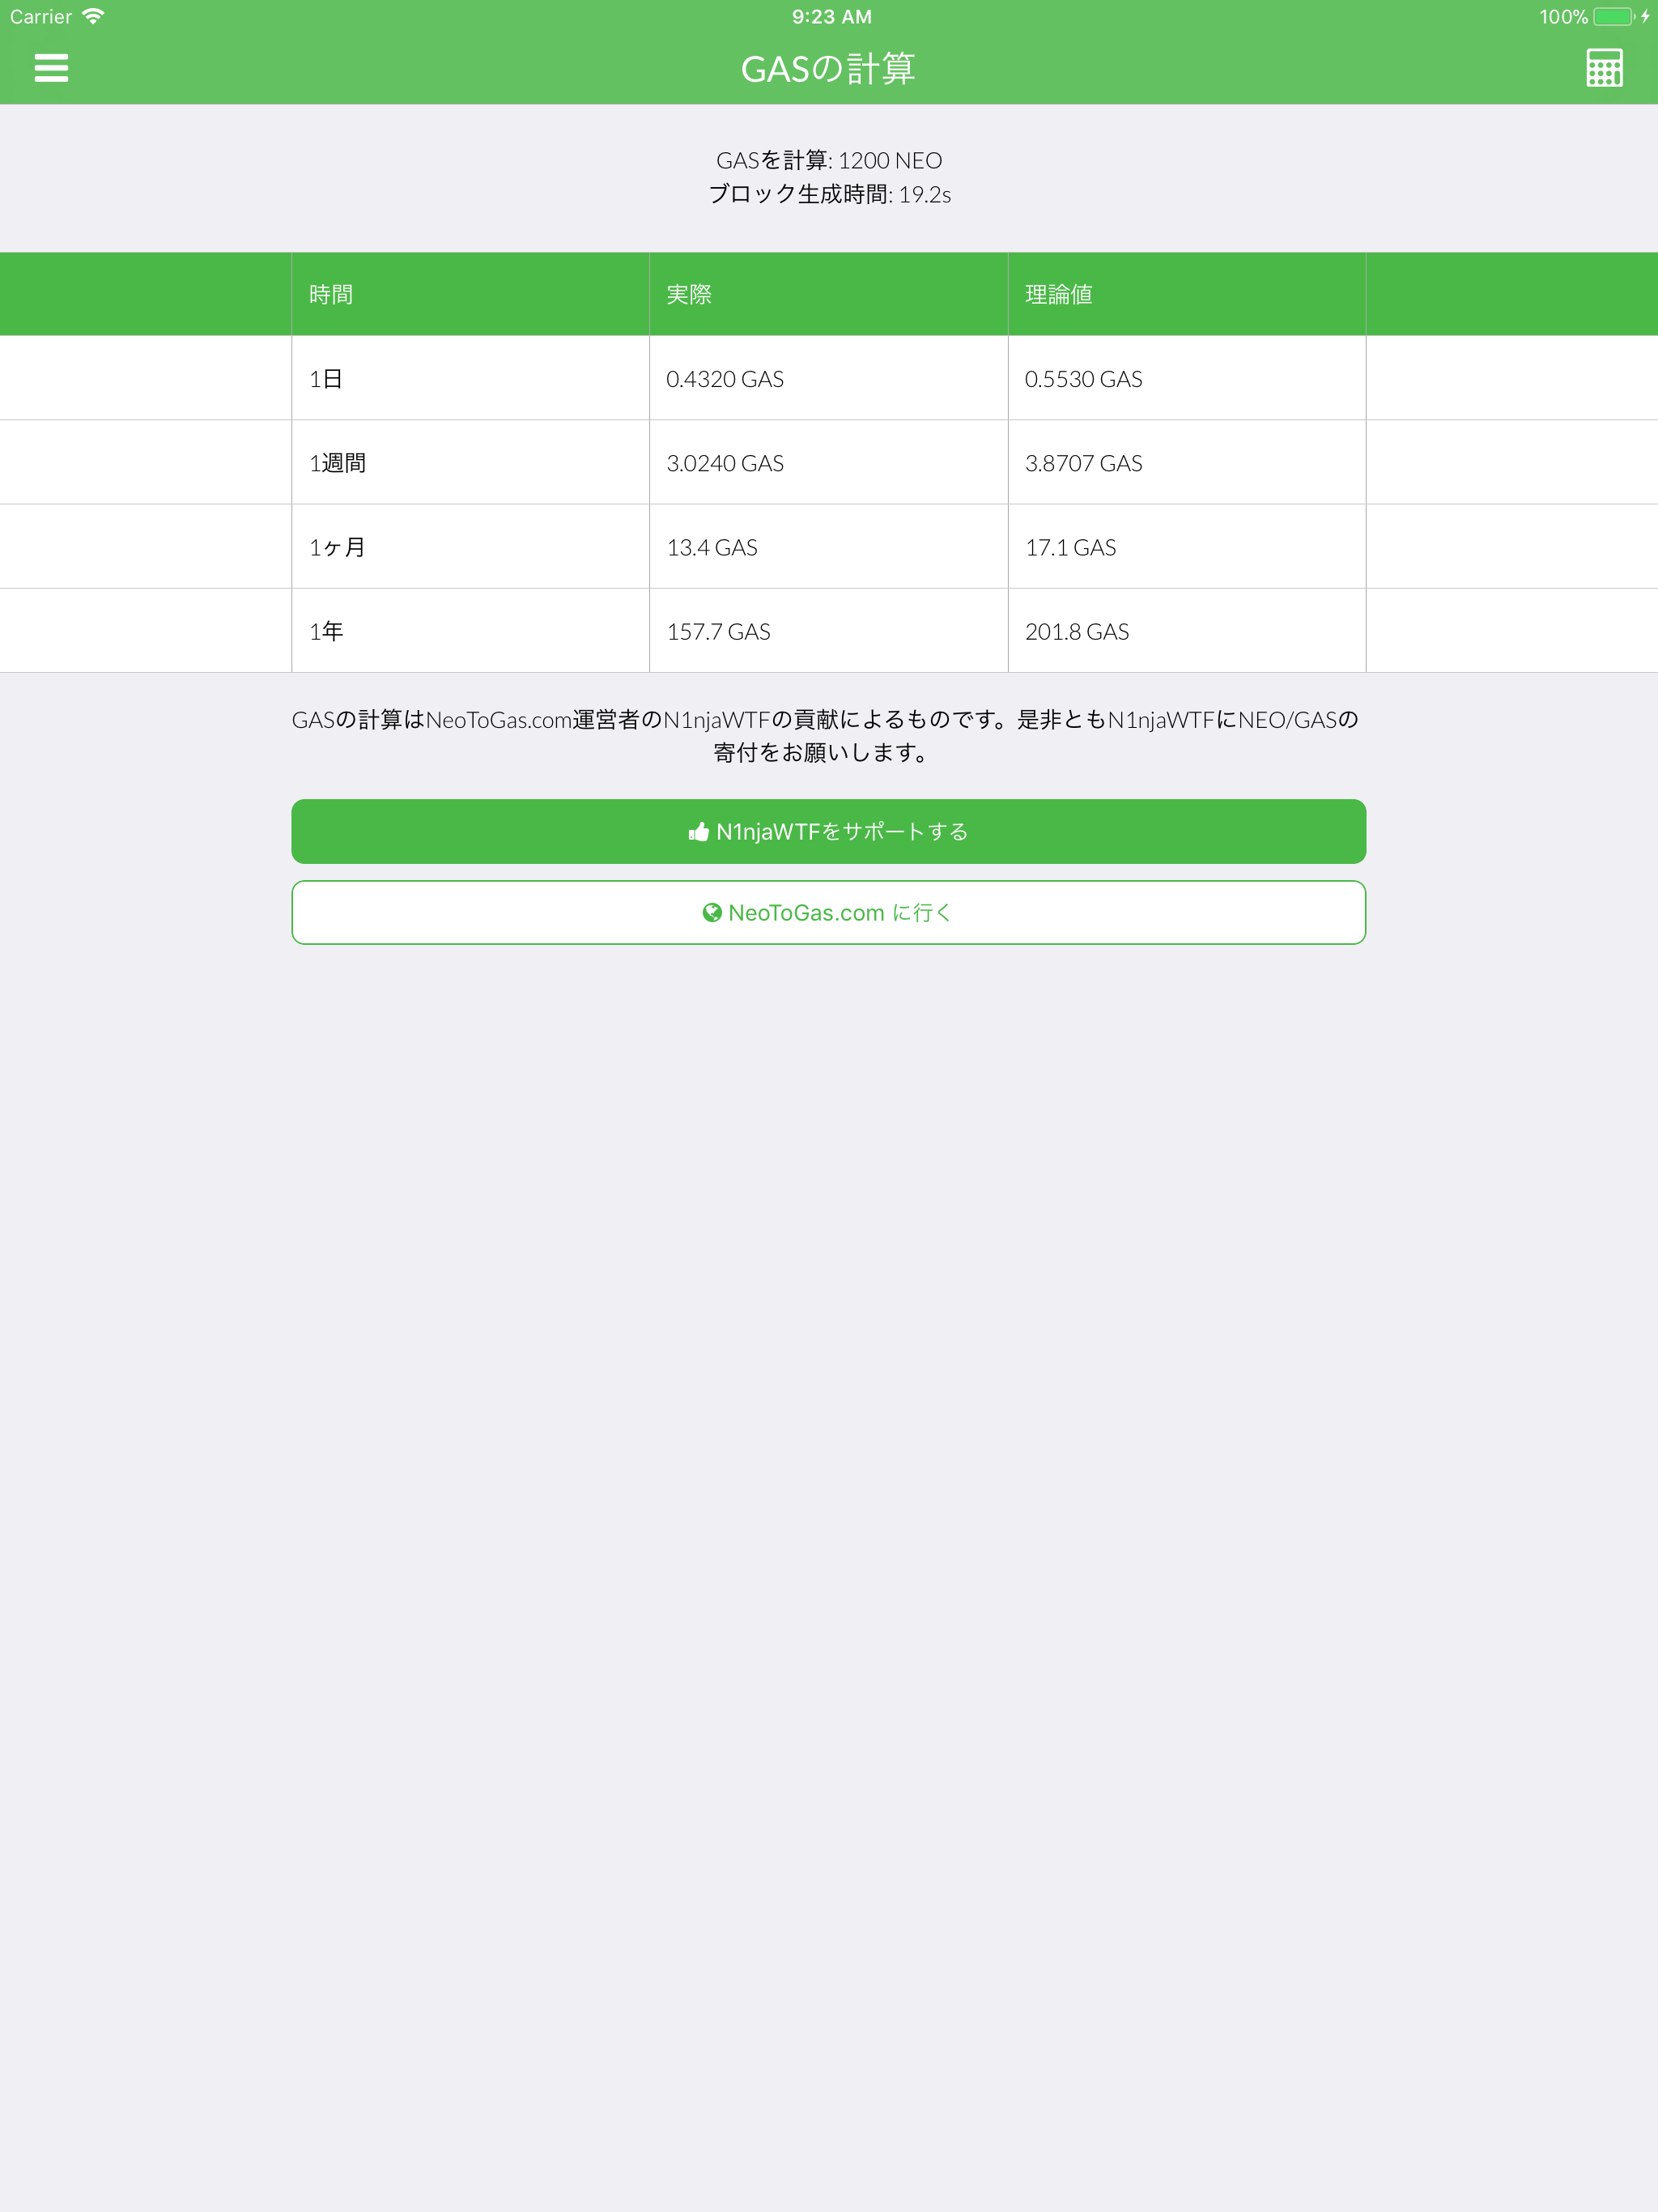 Carrier 9:23 AM 100%
GASの計算
GASを計算: 1200 NEO
ブロック生成時間: 19.2s
時間 実際 理論値
1日 0.4320 GAS 0.5530 GAS
1週間 3.0240 GAS 3.8707 GAS
1ヶ月 13.4 GAS 17.1 GAS
1年 157.7 GAS 201.8 GAS
GASの計算はNeoToGas.com運営者のN1njaWTFの貢献によるものです。是非ともN1njaWTFにNEO/GASの
寄付をお願いします。
N1njaWTFをサポートする
NeoToGas.com に行く